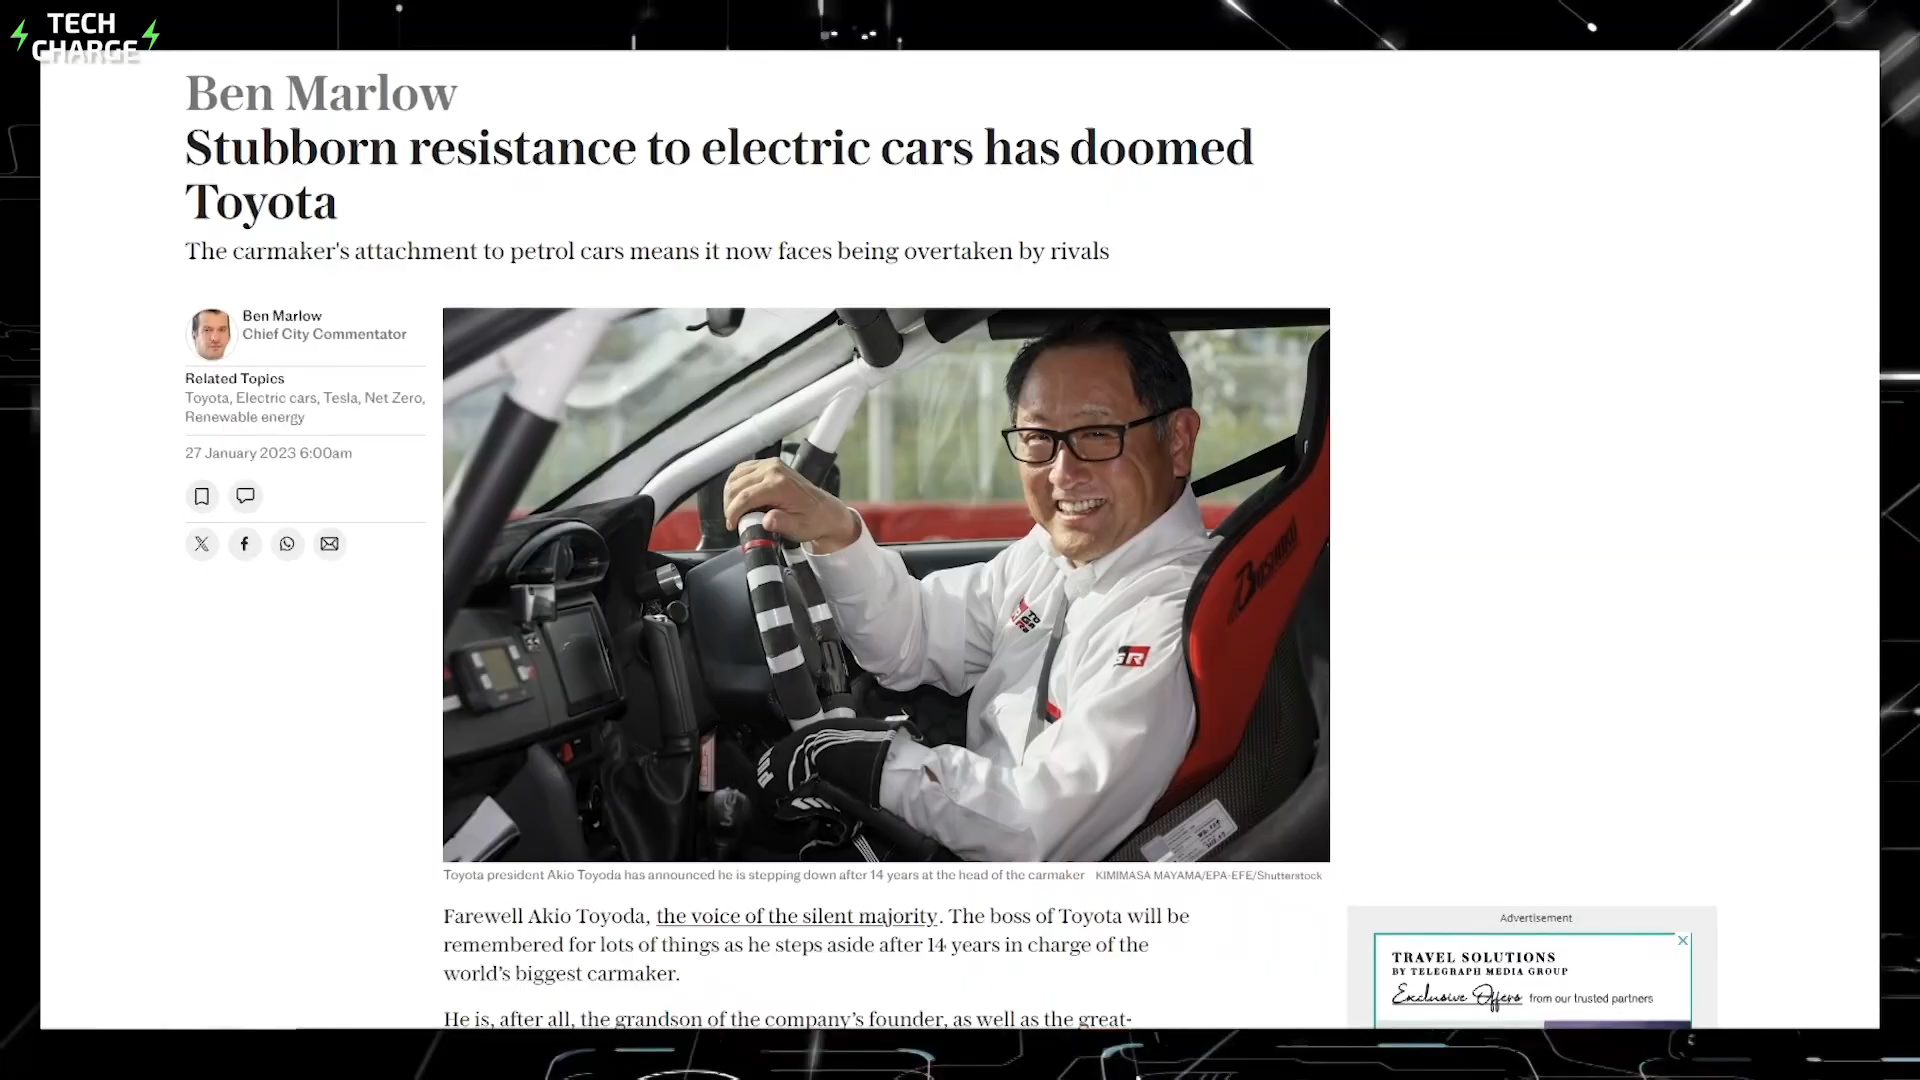 TECH
CHARGE
Ben Marlow
Stubborn resistance to electric cars has doomed
Toyota
The carmaker's attachment to petrol cars means it now faces being overtaken by rivals
Ben Marlow
Chief City Commentator
Related Topics
Toyota, Electric cars, Tesla, Net Zero,
Renewable energy
27 January 2023 6:00am
GR
Toyota president Akio Toyoda has announced he is stepping down after 14 years at the head of the carmaker KIMIMASA MAYAMA/EPA-EFE/Shutterstock
Farewell Akio Toyoda, the voice of the silent majority. The boss of Toyota will be
remembered for lots of things as he steps aside after 14 years in charge of the
world's biggest carmaker.
He is, after all, the grandson of the company's founder, as well as the great-
Advertisement
TRAVEL SOLUTIONS
BY TELEGRAPH MEDIA GROUP
Exclusive Offers from our trusted partners